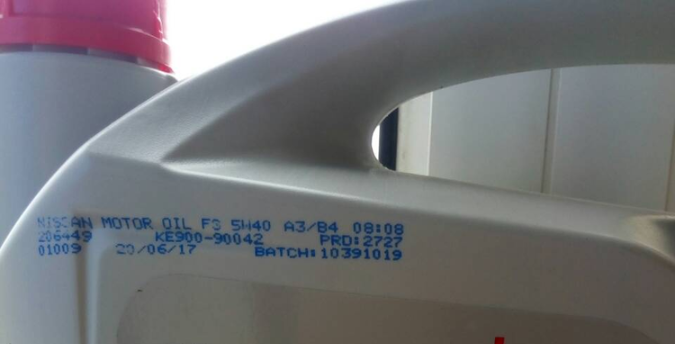 NISSAN MOTOR OIL FS 5W40 A3/B4 08:08
206449 KE900-90042 PRD:2727
01009 20/06/17 BATCH:10391019